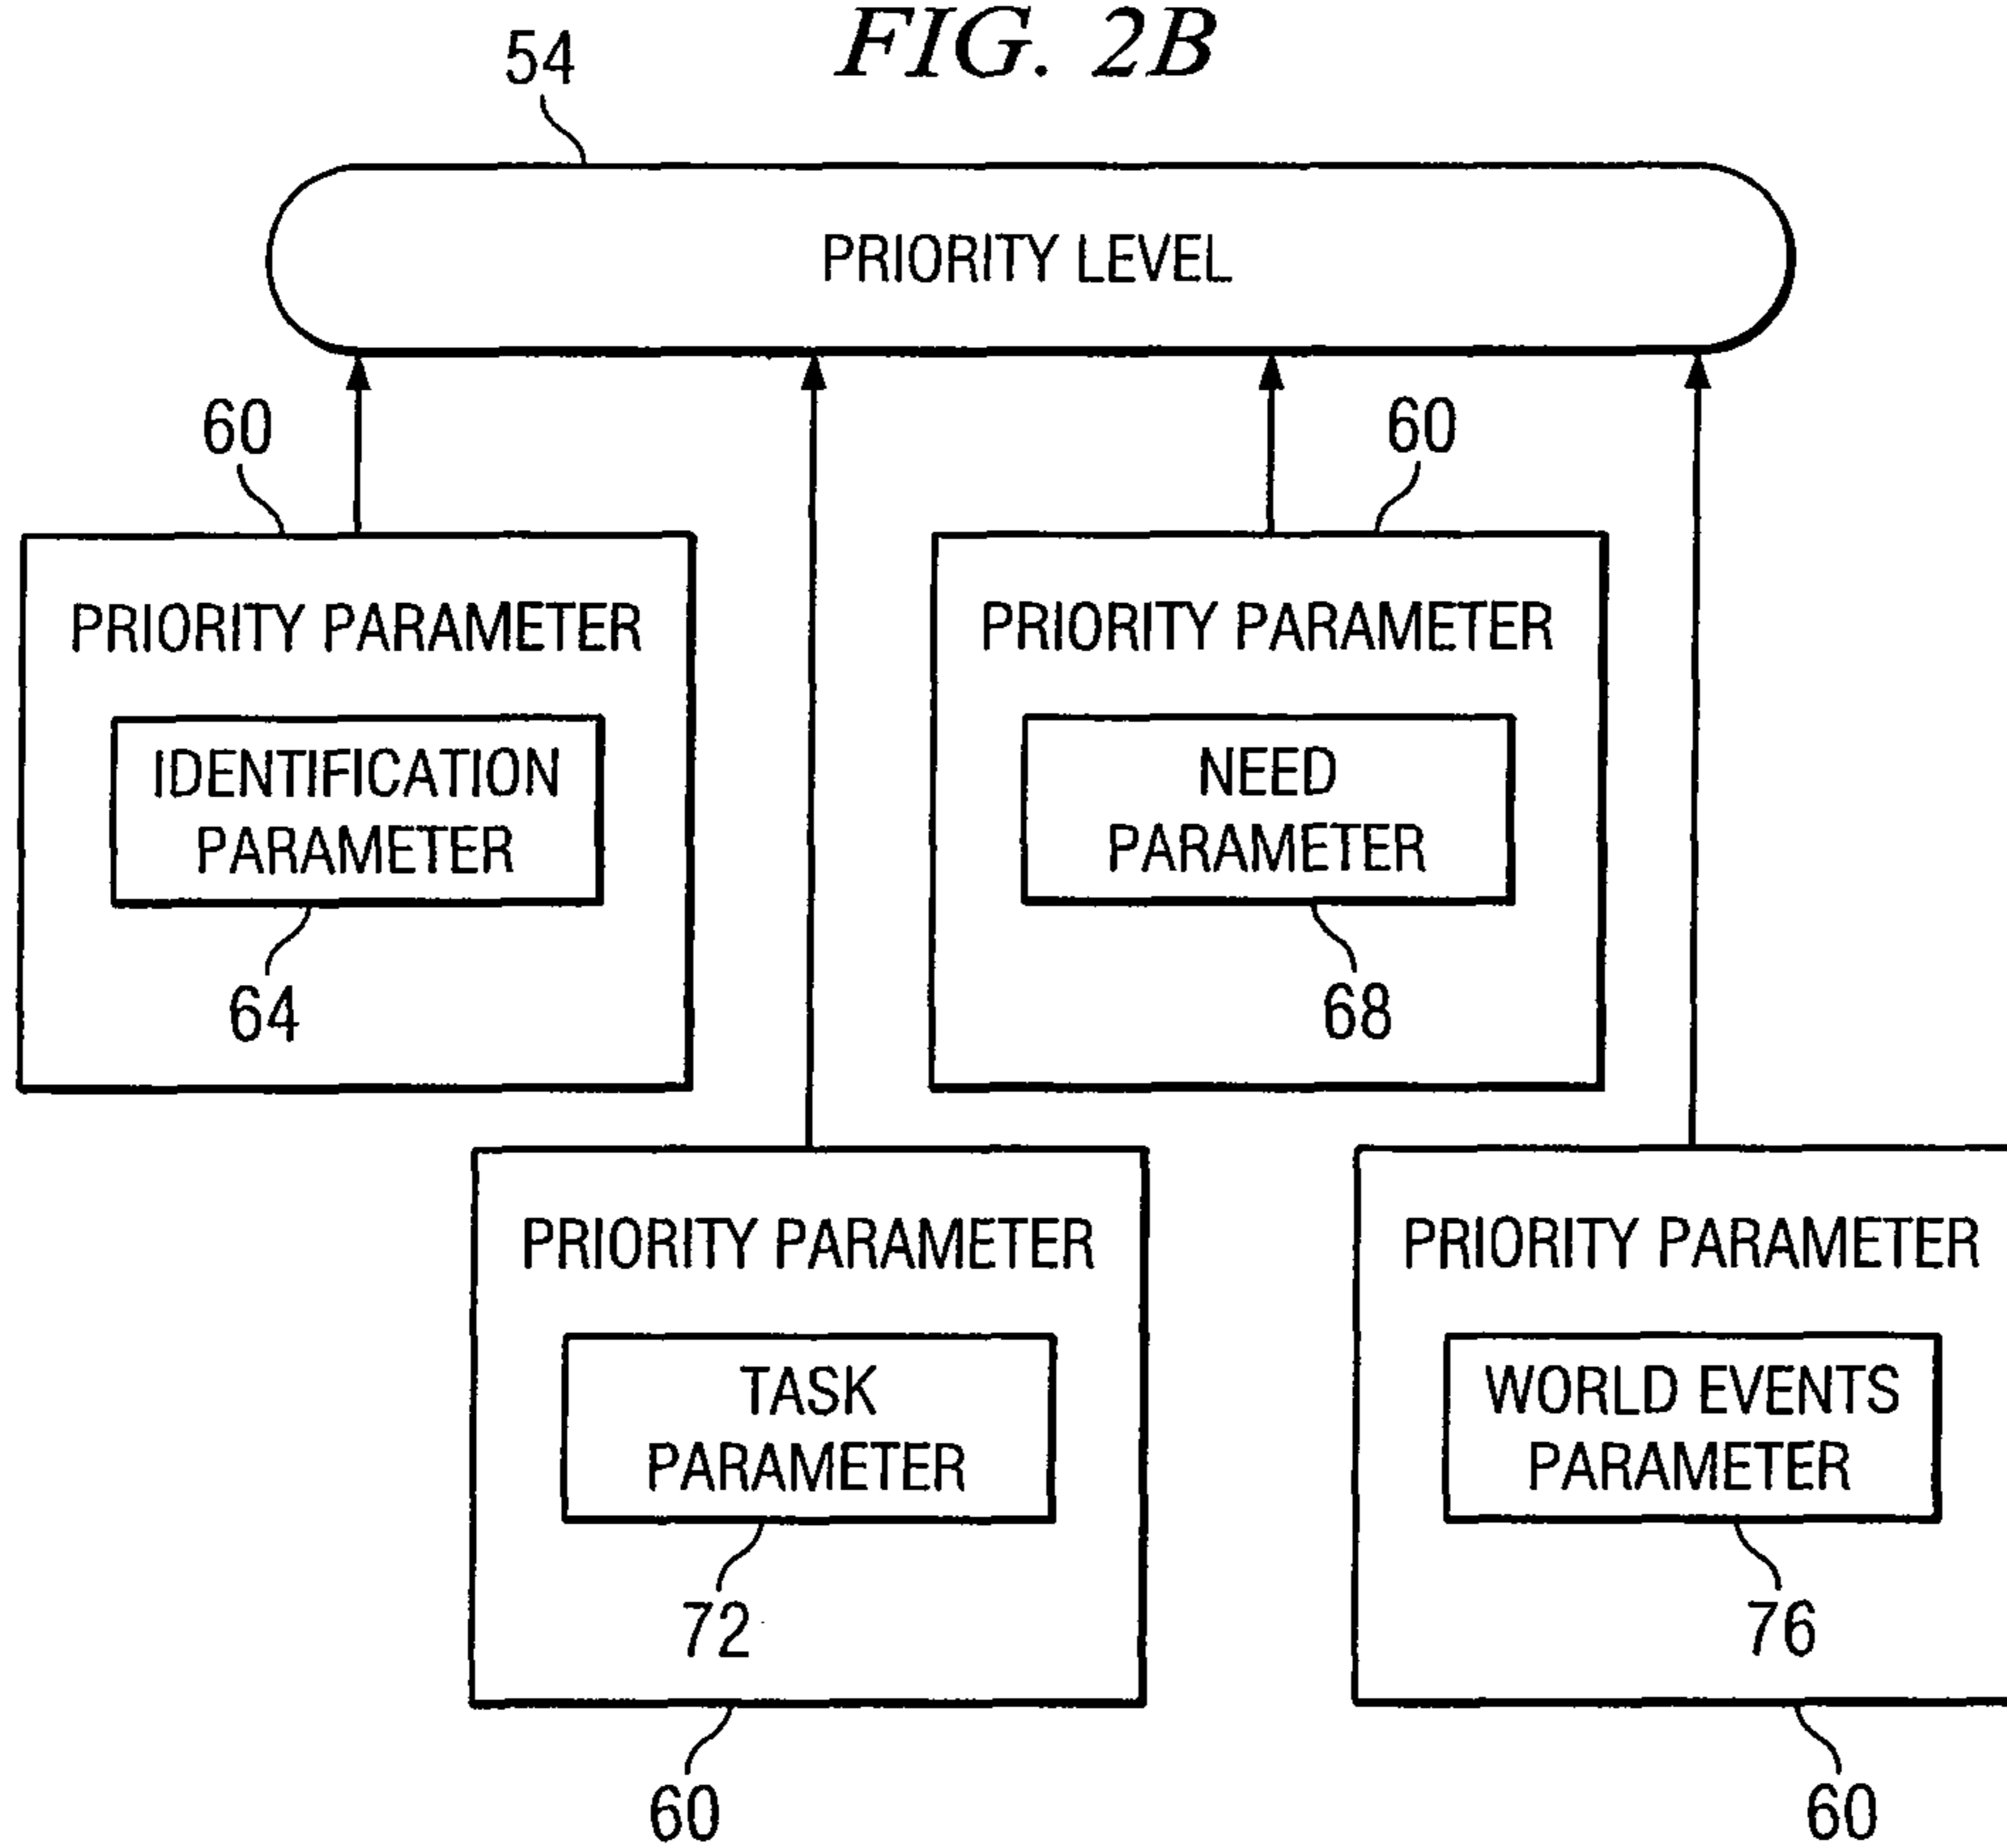 FIG. 2B
54
PRIORITY LEVEL
60
60
PRIORITY PARAMETER
IDENTIFICATION
PARAMETER
64
PRIORITY PARAMETER
NEED
PARAMETER
68
PRIORITY PARAMETER
TASK
PARAMETER
72
60
PRIORITY PARAMETER
WORLD EVENTS
PARAMETER
76
60